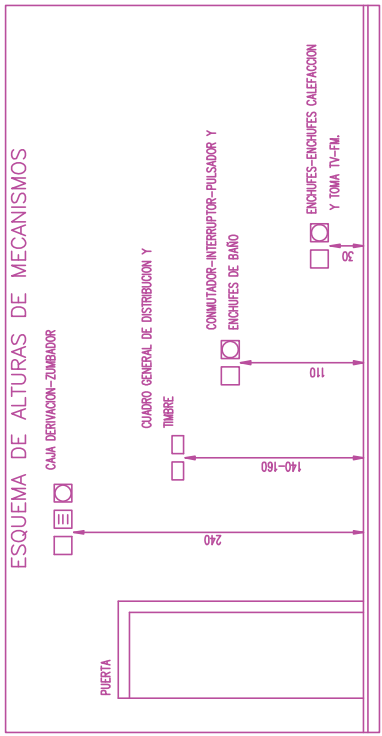 ESQUEMA DE ALTURAS DE MECANISMOS
CAJA DERIVACION-ZUMBADOR
CUADRO GENERAL DE DISTRIBUCION Y
TIMBRE
CONMUTADOR-INTERRUPTOR-PULSADOR Y
ENCHUFES DE BAÑO
ENCHUFES-ENCHUFES CALEFACCION
Y TOMA TV-FM.
PUERTA
240
140-160
110
30